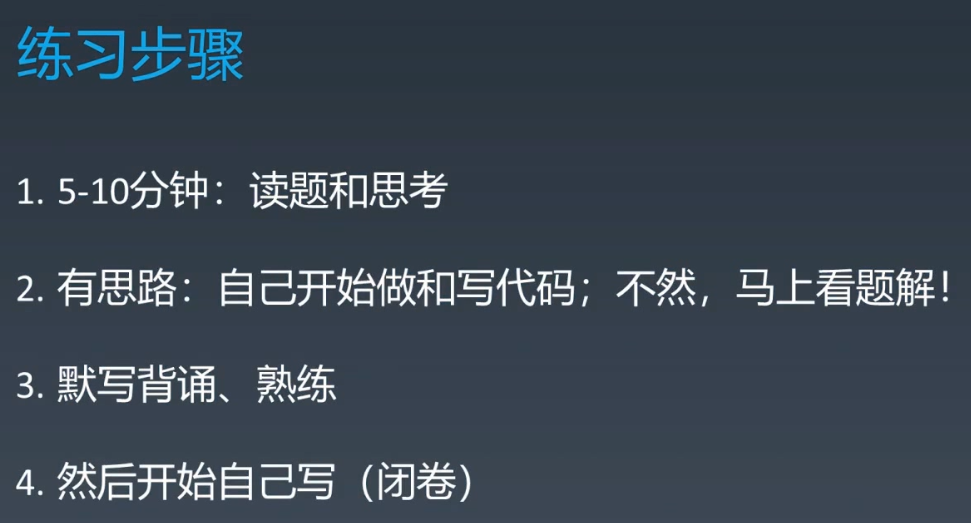 练习步骤
1. 5-10分钟：读题和思考
2. 有思路：自己开始做和写代码；不然，马上看题解！
3. 默写背诵、熟练
4. 然后开始自己写（闭卷）